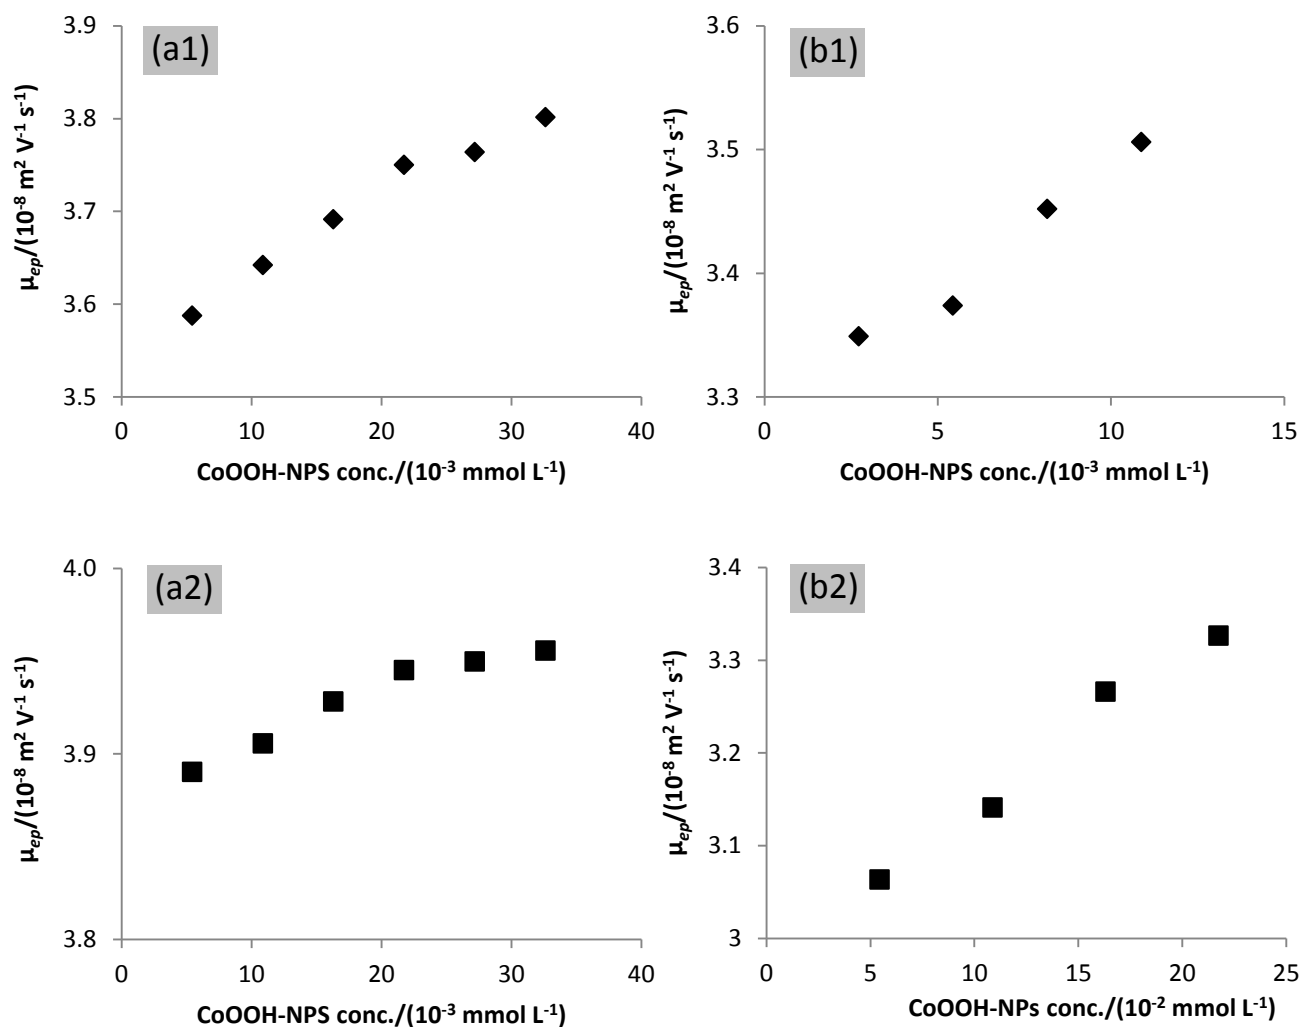 (a1)
3.9
3.8
3.7
3.6
3.5
0 10 20 30 40
μep/(10⁻⁸ m² V⁻¹ s⁻¹)
CoOOH-NPS conc./(10⁻³ mmol L⁻¹)
(b1)
3.6
3.5
3.4
3.3
0 5 10 15
μep/(10⁻⁸ m² V⁻¹ s⁻¹)
CoOOH-NPS conc./(10⁻³ mmol L⁻¹)
(a2)
4.0
3.9
3.8
0 10 20 30 40
μep/(10⁻⁸ m² V⁻¹ s⁻¹)
CoOOH-NPS conc./(10⁻³ mmol L⁻¹)
(b2)
3.4
3.3
3.2
3.1
3
0 5 10 15 20 25
μep/(10⁻⁸ m² V⁻¹ s⁻¹)
CoOOH-NPs conc./(10⁻² mmol L⁻¹)